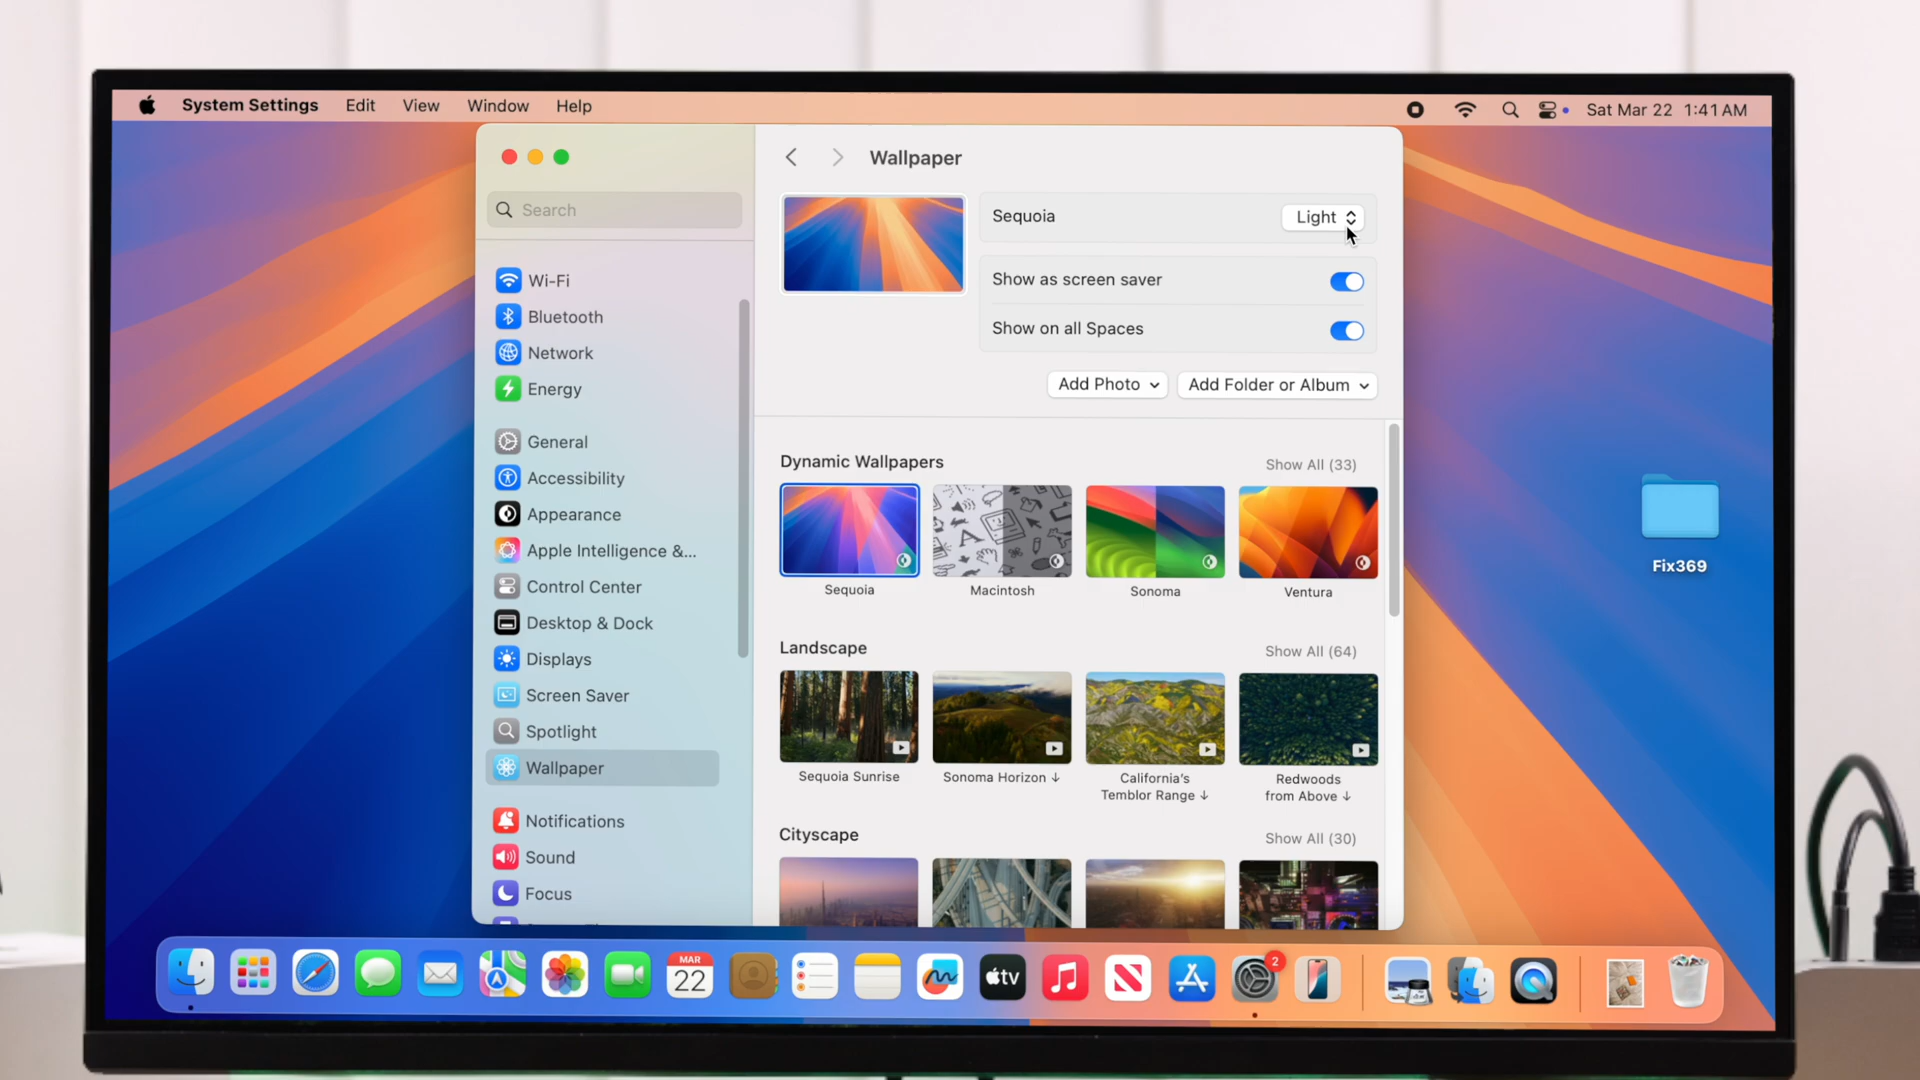 System Settings Edit View Window Help
Sat Mar 22 1:41 AM
Search
Wi-Fi
Bluetooth
Network
Energy
General
Accessibility
Appearance
Apple Intelligence &...
Control Center
Desktop & Dock
Displays
Screen Saver
Spotlight
Wallpaper
Notifications
Sound
Focus
Wallpaper
Sequoia
Light
Show as screen saver
Show on all Spaces
Add Photo
Add Folder or Album
Dynamic Wallpapers
Show All (33)
Sequoia
Macintosh
Sonoma
Ventura
Landscape
Show All (64)
Sequoia Sunrise
Sonoma Horizon ↓
California's
Temblor Range ↓
Redwoods
from Above ↓
Cityscape
Show All (30)
Fix369
MAR
22
tv
2